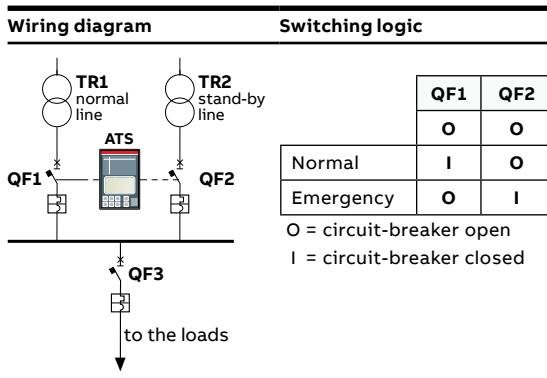 Wiring diagram
Switching logic
TR1
normal
line
TR2
stand-by
line
ATS
QF1
QF2
QF3
to the loads
QF1 QF2
O O
Normal I O
Emergency O I
O = circuit-breaker open
I = circuit-breaker closed